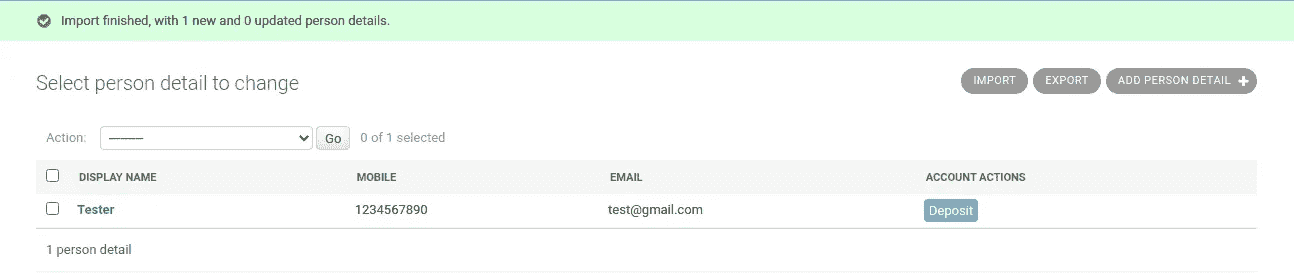 Import finished, with 1 new and 0 updated person details.
Select person detail to change
IMPORT EXPORT ADD PERSON DETAIL +
Action: --------- Go 0 of 1 selected
DISPLAY NAME MOBILE EMAIL ACCOUNT ACTIONS
Tester 1234567890 test@gmail.com Deposit
1 person detail